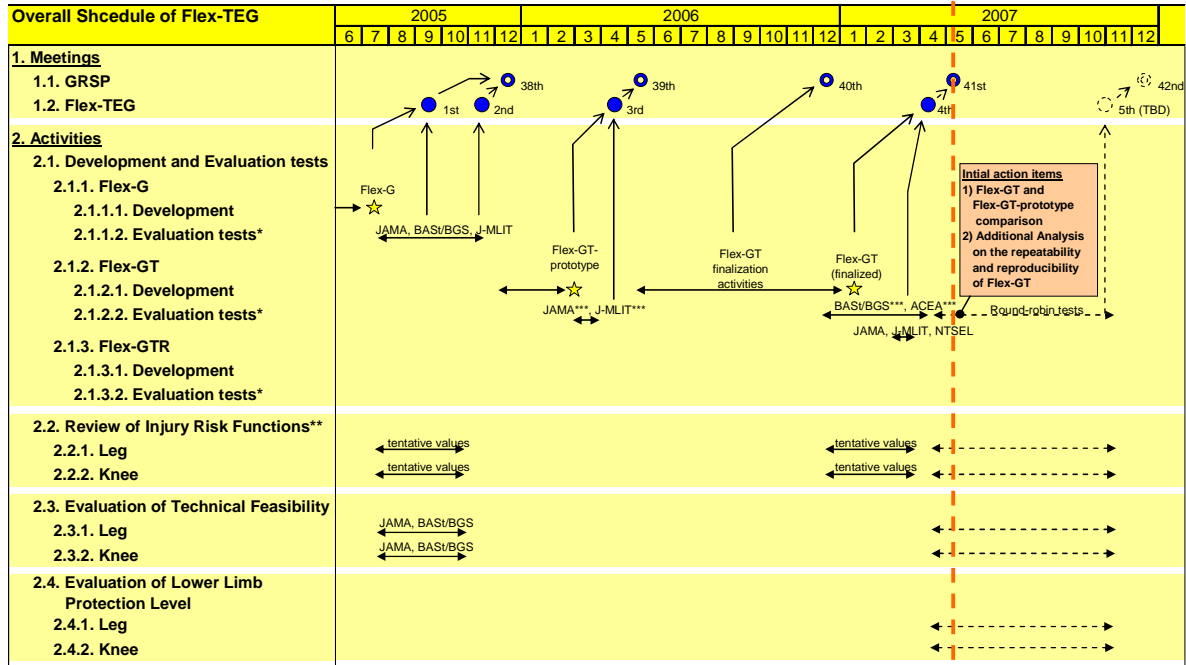 Overall Shcedule of Flex-TEG
2005 2006 2007
6 7 8 9 10 11 12 1 2 3 4 5 6 7 8 9 10 11 12 1 2 3 4 5 6 7 8 9 10 11 12
1. Meetings
1.1. GRSP
38th 39th 40th 41st 42nd
1.2. Flex-TEG
1st 2nd 3rd 4th 5th (TBD)
2. Activities
2.1. Development and Evaluation tests
2.1.1. Flex-G
Flex-G
2.1.1.1. Development
2.1.1.2. Evaluation tests*
JAMA, BASt/BGS, J-MLIT
2.1.2. Flex-GT
Flex-GT-
prototype
Flex-GT
finalization
activities
Flex-GT
(finalized)
2.1.2.1. Development
2.1.2.2. Evaluation tests*
JAMA***, J-MLIT***
BASt/BGS***, ACEA***
Round-robin tests
JAMA, J-MLIT, NTSEL
Intial action items
1) Flex-GT and
Flex-GT-prototype
comparison
2) Additional Analysis
on the repeatability
and reproducibility
of Flex-GT
2.1.3. Flex-GTR
2.1.3.1. Development
2.1.3.2. Evaluation tests*
2.2. Review of Injury Risk Functions**
2.2.1. Leg
tentative values tentative values
2.2.2. Knee
tentative values tentative values
2.3. Evaluation of Technical Feasibility
2.3.1. Leg
JAMA, BASt/BGS
2.3.2. Knee
JAMA, BASt/BGS
2.4. Evaluation of Lower Limb
Protection Level
2.4.1. Leg
2.4.2. Knee